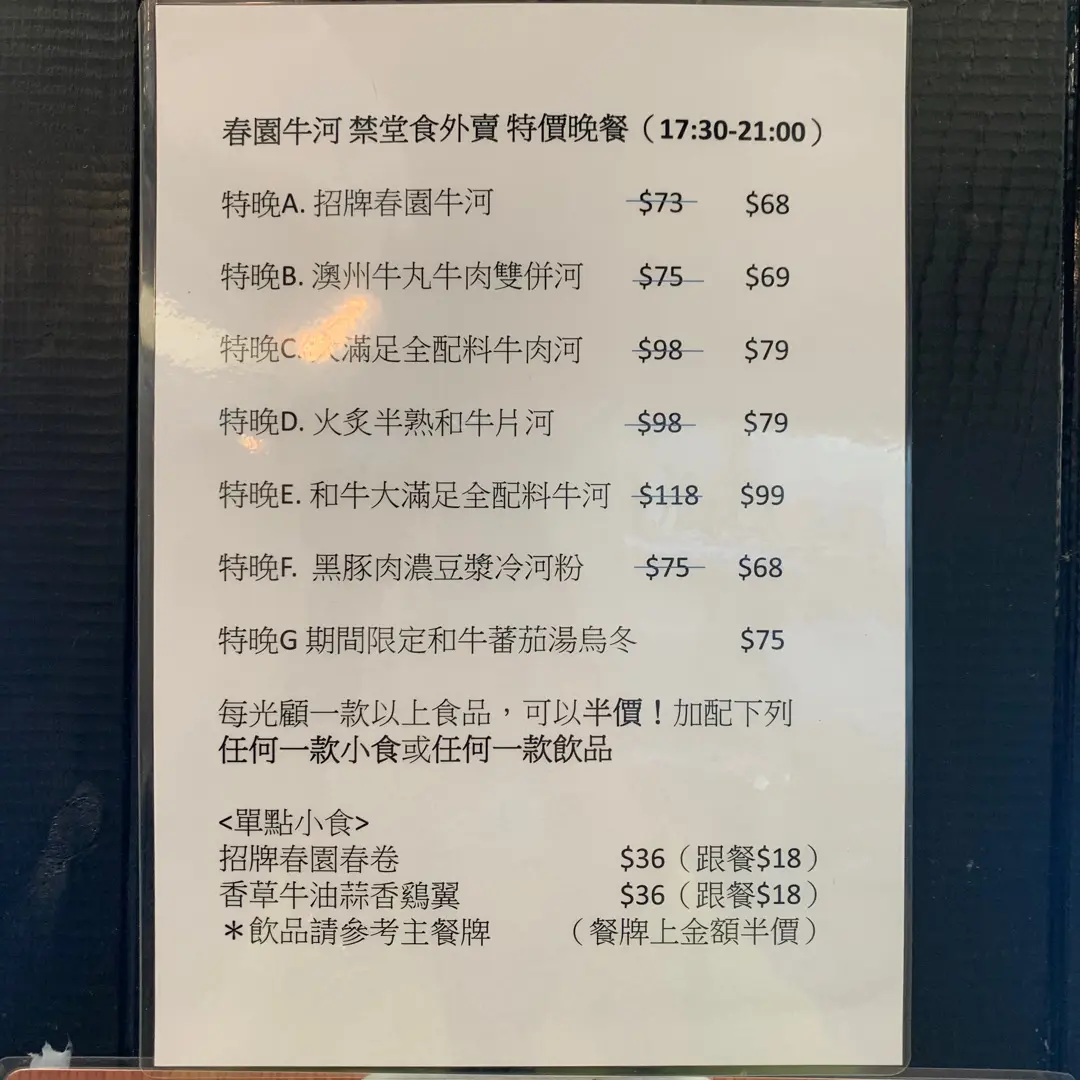 春園牛河 禁堂食外賣 特價晚餐（17:30-21:00）
特晚A. 招牌春園牛河 $73 $68
特晚B. 澳州牛丸牛肉雙併河 $75 $69
特晚C. 大滿足全配料牛肉河 $98 $79
特晚D. 火炙半熟和牛片河 $98 $79
特晚E. 和牛大滿足全配料牛河 $118 $99
特晚F. 黑豚肉濃豆漿冷河粉 $75 $68
特晚G 期間限定和牛蕃茄湯烏冬 $75
每光顧一款以上食品，可以半價！加配下列
任何一款小食或任何一款飲品
<單點小食>
招牌春園春卷 $36（跟餐$18）
香草牛油蒜香鷄翼 $36（跟餐$18）
＊飲品請參考主餐牌 （餐牌上金額半價）